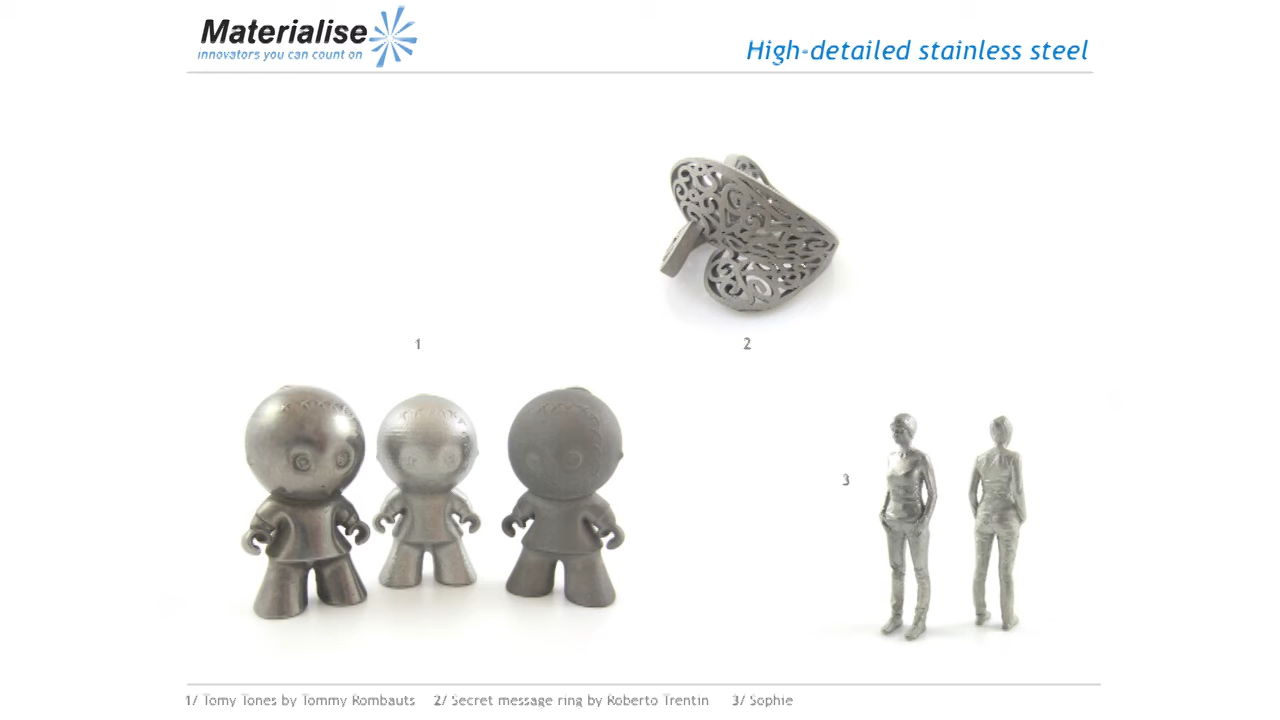 Materialise
innovators you can count on
High-detailed stainless steel
2
1
3
1/ Tomy Tones by Tommy Rombauts 2/ Secret message ring by Roberto Trentin 3/ Sophie